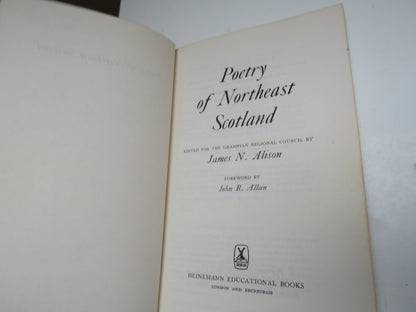 Poetry
of Northeast
Scotland
EDITED FOR THE GRAMPIAN REGIONAL COUNCIL BY
James N. Alison
FOREWORD BY
John R. Allan
HEINEMANN EDUCATIONAL BOOKS
LONDON AND EDINBURGH